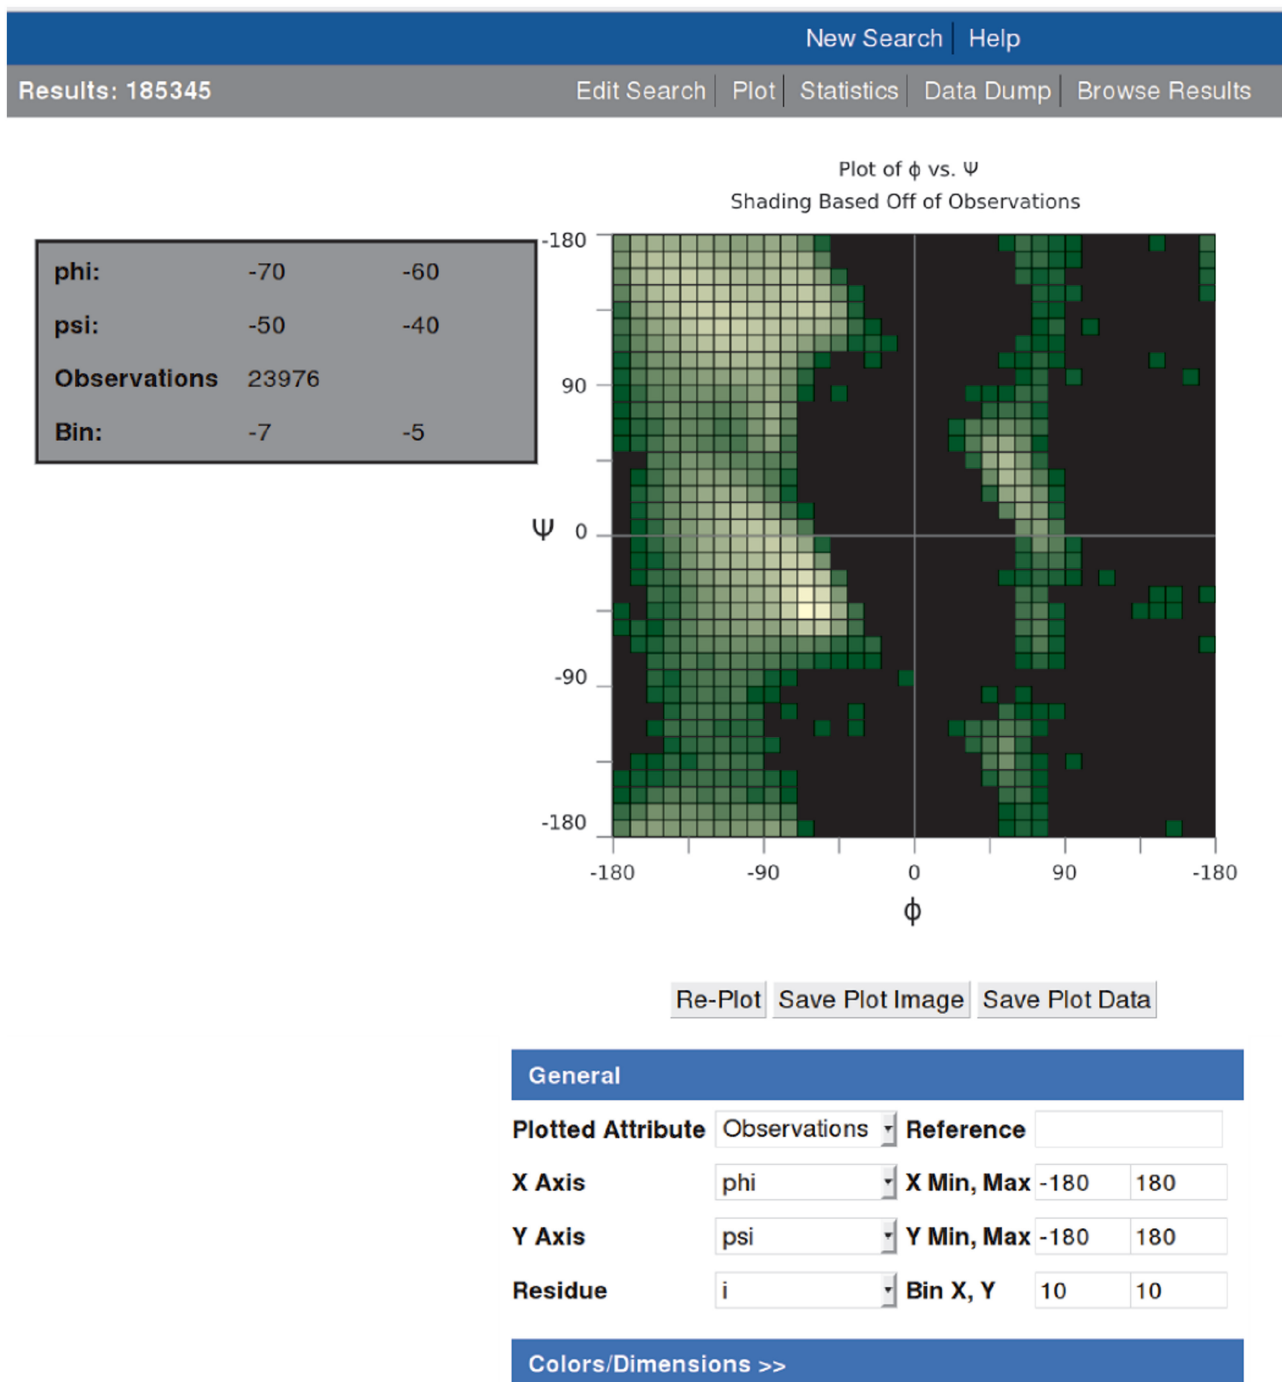 New Search Help
Results: 185345 Edit Search Plot Statistics Data Dump Browse Results
Plot of ϕ vs. Ψ
Shading Based Off of Observations
phi: -70 -60
psi: -50 -40
Observations 23976
Bin: -7 -5
-180
90
Ψ 0
-90
-180
-180 -90 0 90 -180
ϕ
Re-Plot Save Plot Image Save Plot Data
General
Plotted Attribute Observations Reference
X Axis phi X Min, Max -180 180
Y Axis psi Y Min, Max -180 180
Residue i Bin X, Y 10 10
Colors/Dimensions >>